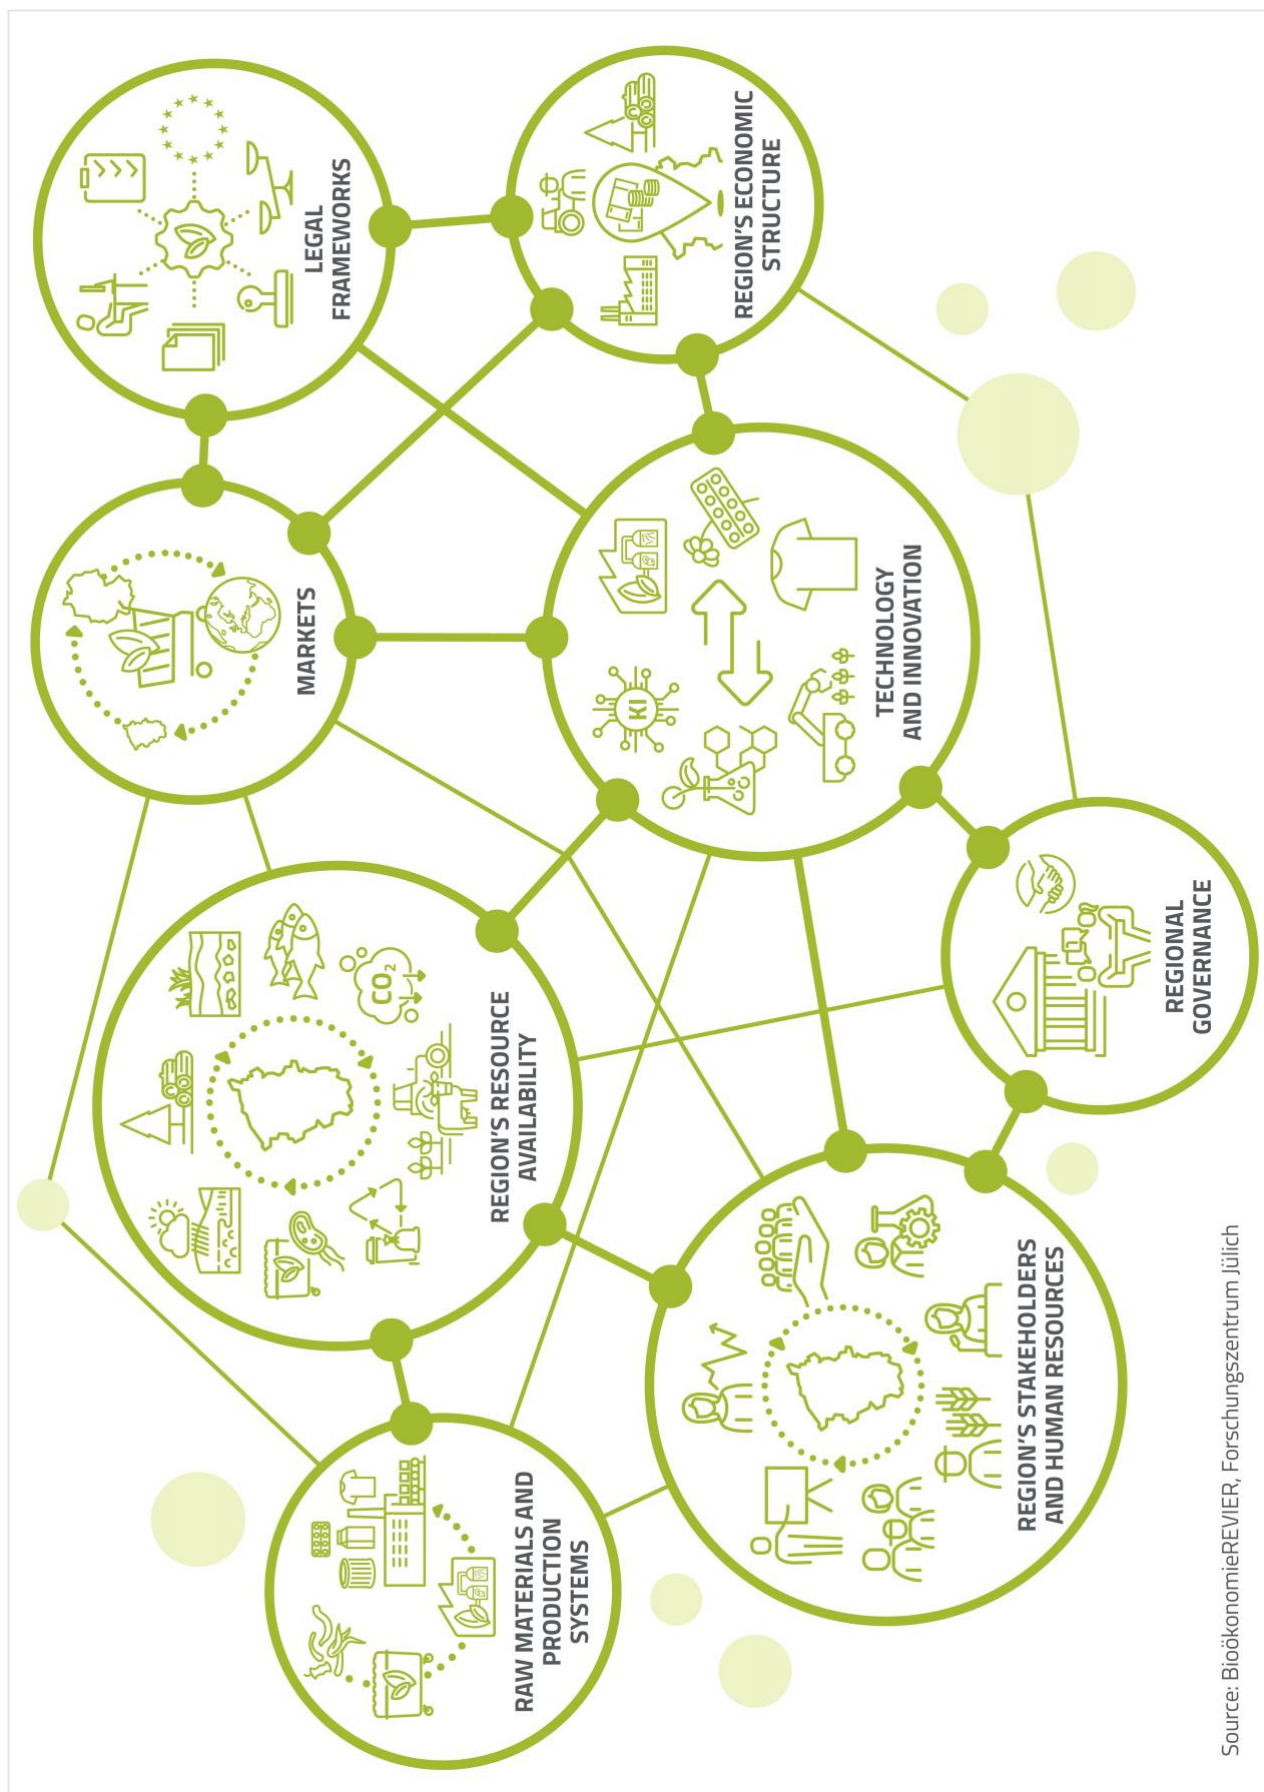 MARKETS
LEGAL
FRAMEWORKS
CO₂
REGION'S RESOURCE
AVAILABILITY
RAW MATERIALS AND
PRODUCTION
SYSTEMS
KI
REGION'S ECONOMIC
STRUCTURE
TECHNOLOGY
AND INNOVATION
REGION'S STAKEHOLDERS
AND HUMAN RESOURCES
REGIONAL
GOVERNANCE
Source: BioökonomieREVIER, Forschungszentrum Jülich